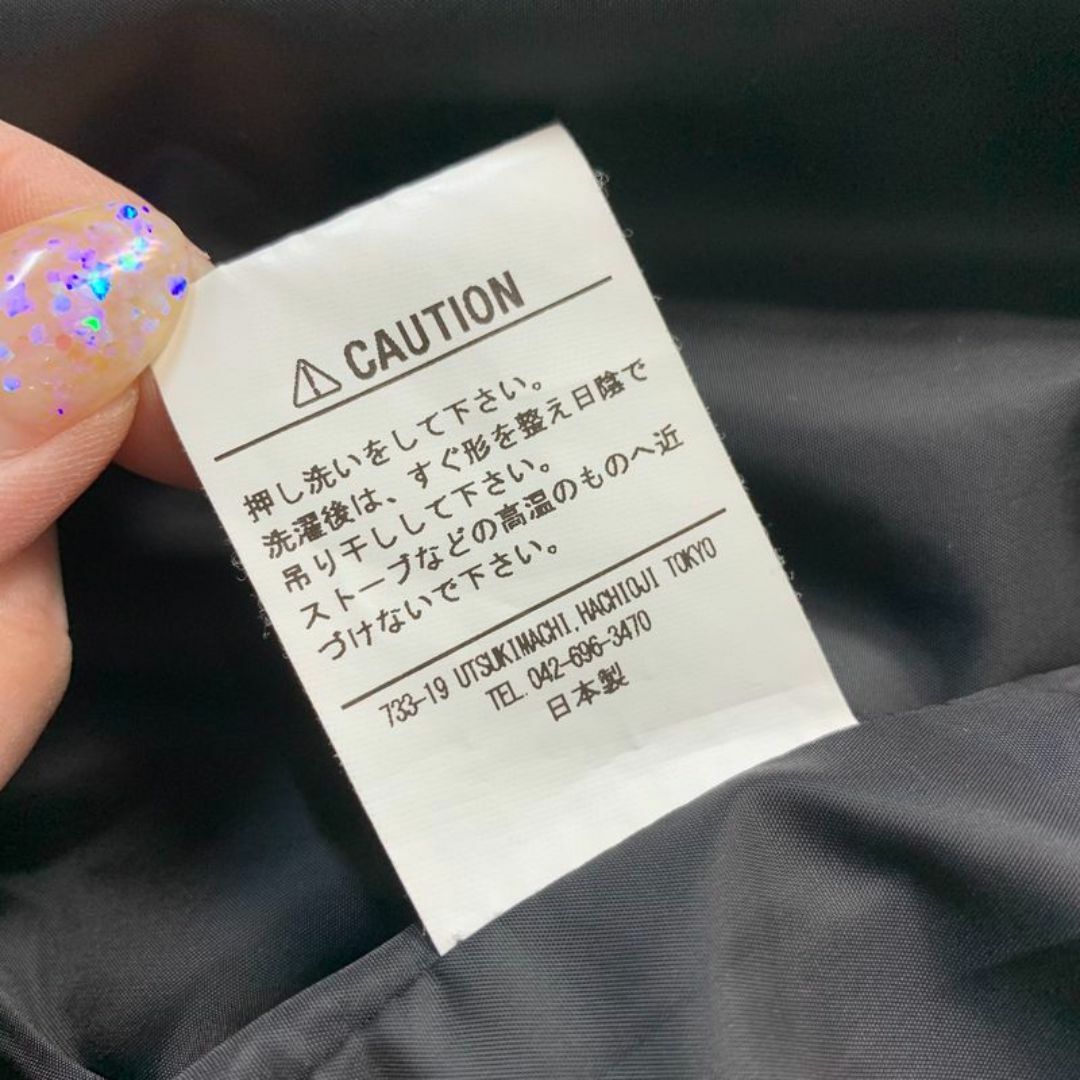 ⚠ CAUTION
押し洗いをして下さい。
洗濯後は、すぐ形を整え日陰で
吊り干しして下さい。
ストーブなどの高温のものへ近
づけないで下さい。
733-19 UTSUKIMACHI, HACHIOJI TOKYO
TEL. 042-696-3470
日本製